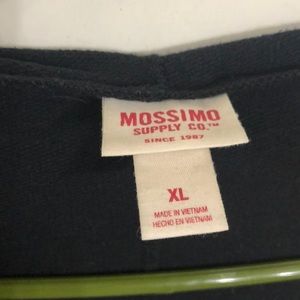 MOSSIMO
SUPPLY CO.™
SINCE 1987
XL
MADE IN VIETNAM
HECHO EN VIETNAM